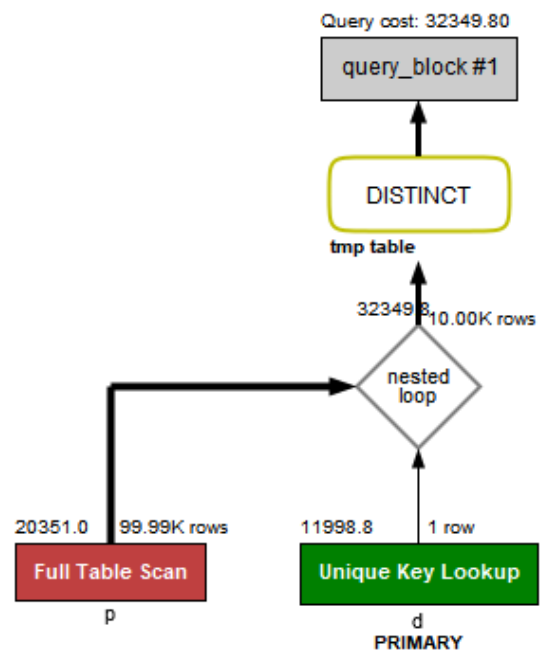 Query cost: 32349.80
query_block #1
DISTINCT
tmp table
32349.8
10.00K rows
nested
loop
20351.0 99.99K rows
11998.8 1 row
Full Table Scan
Unique Key Lookup
p
d
PRIMARY